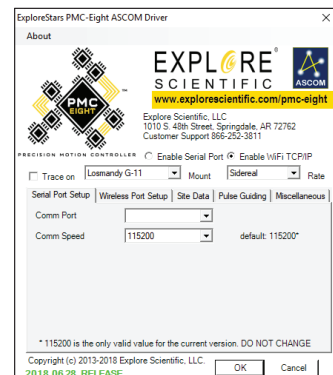 ExploreStars PMC-Eight ASCOM Driver
About
PMC
EIGHT
™
PRECISION MOTION CONTROLLER
EXPLORE
SCIENTIFIC
ASCOM
www.explorescientific.com/pmc-eight
Explore Scientific, LLC
1010 S. 48th Street, Springdale, AR 72762
Customer Support 866-252-3811
Enable Serial Port Enable WiFi TCP/IP
Trace on Losmandy G-11 Mount Sidereal Rate
Serial Port Setup Wireless Port Setup Site Data Pulse Guiding Miscellaneous
Comm Port
Comm Speed 115200 default: 115200*
* 115200 is the only valid value for the current version. DO NOT CHANGE
Copyright (c) 2013-2018 Explore Scientific, LLC.
2018.06.28 RELEASE
OK Cancel